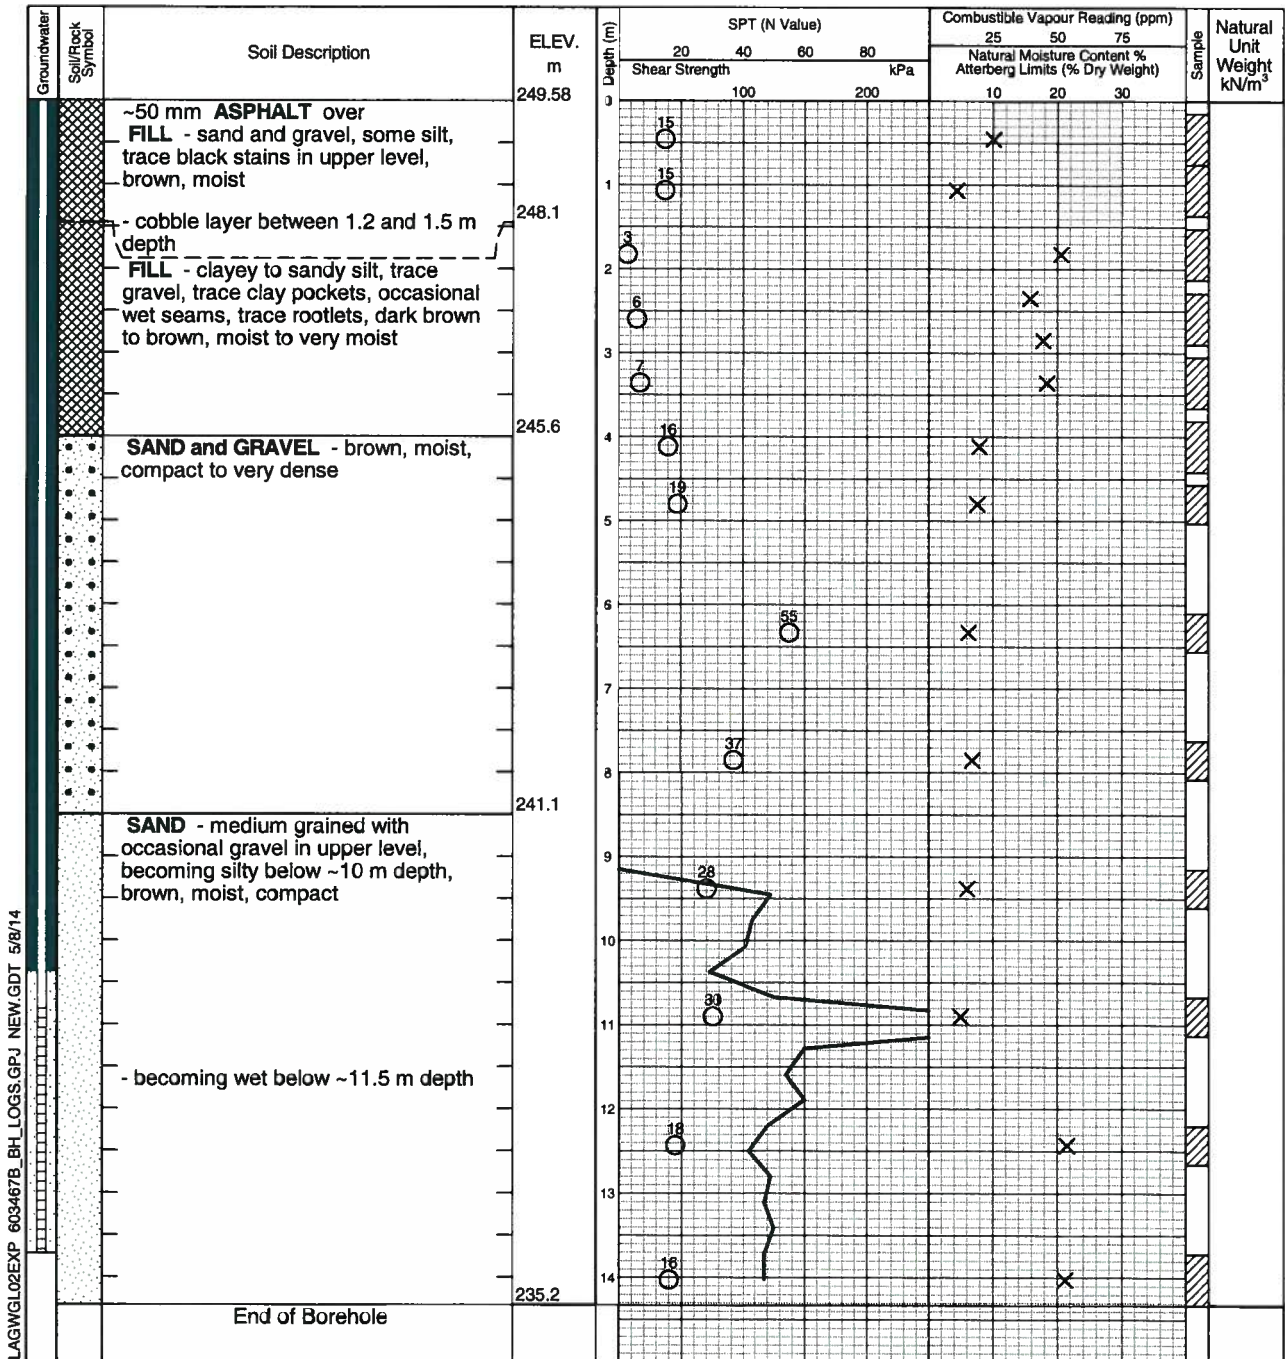 Groundwater
Soil/Rock
Symbol
Soil Description
ELEV.
m
Depth (m)
SPT (N Value)
20 40 60 80
Shear Strength kPa
100 200
Combustible Vapour Reading (ppm)
25 50 75
Natural Moisture Content %
Atterberg Limits (% Dry Weight)
10 20 30
Sample
Natural
Unit
Weight
kN/m³
249.58
~50 mm ASPHALT over
FILL - sand and gravel, some silt,
trace black stains in upper level,
brown, moist
- cobble layer between 1.2 and 1.5 m
depth
248.1
FILL - clayey to sandy silt, trace
gravel, trace clay pockets, occasional
wet seams, trace rootlets, dark brown
to brown, moist to very moist
245.6
SAND and GRAVEL - brown, moist,
compact to very dense
241.1
SAND - medium grained with
occasional gravel in upper level,
becoming silty below ~10 m depth,
brown, moist, compact
- becoming wet below ~11.5 m depth
235.2
End of Borehole
0
1
2
3
4
5
6
7
8
9
10
11
12
13
14
15
15
3
6
7
16
19
55
37
28
30
18
16
LAGWGL02EXP 603467B_BH_LOGS.GPJ NEW.GDT 5/8/14